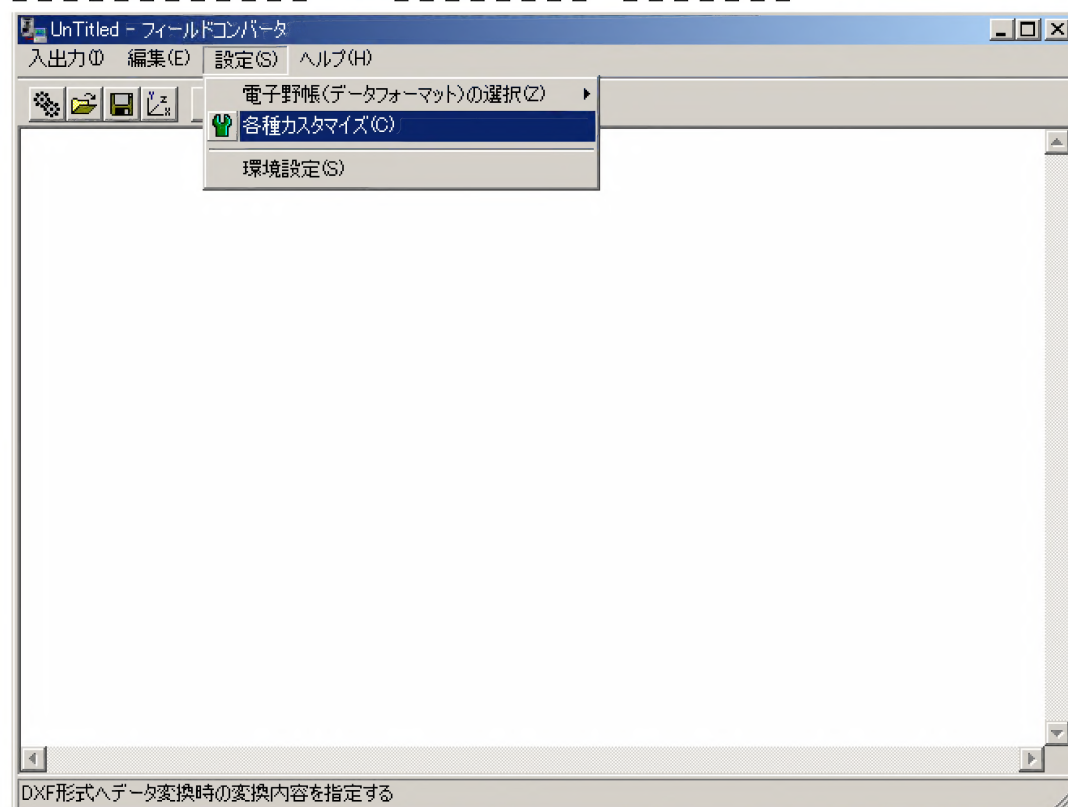 UnTitled - フィールドコンバータ
入出力(I) 編集(E) 設定(S) ヘルプ(H)
電子野帳(データフォーマット)の選択(Z)
各種カスタマイズ(C)
環境設定(S)
DXF形式へデータ変換時の変換内容を指定する